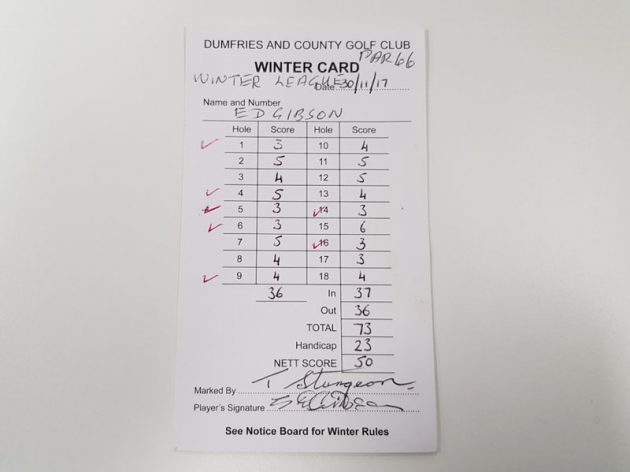 DUMFRIES AND COUNTY GOLF CLUB
PAR 66
WINTER CARD
WINTER LEAGUE Date 30/11/17
Name and Number
ED GIBSON
Hole Score Hole Score
1 3 10 4
2 5 11 5
3 4 12 5
4 5 13 4
5 3 14 3
6 3 15 6
7 5 16 3
8 4 17 3
9 4 18 4
36 In 37
Out 36
TOTAL 73
Handicap 23
NETT SCORE 50
Marked By T Sturgeon
Player's Signature
See Notice Board for Winter Rules